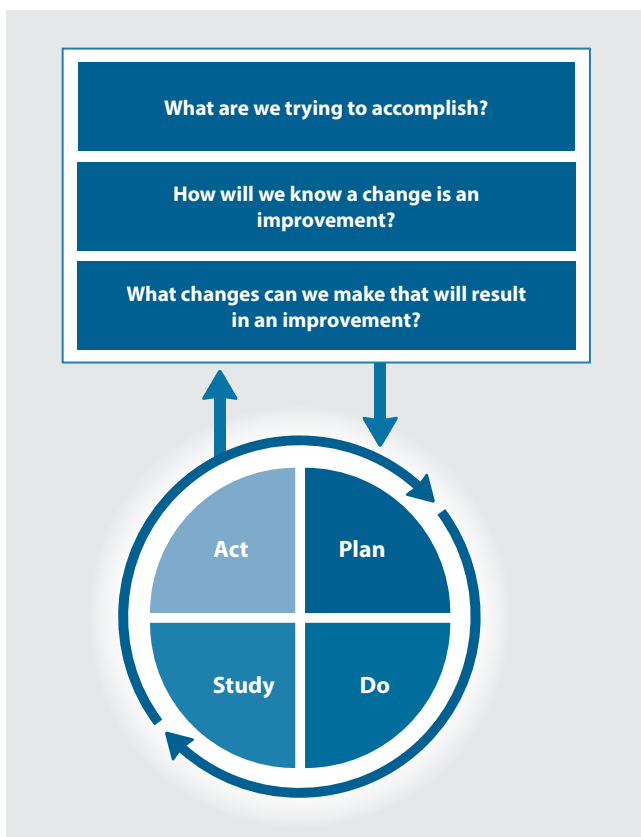 What are we trying to accomplish?
How will we know a change is an
improvement?
What changes can we make that will result
in an improvement?
Act
Plan
Study
Do